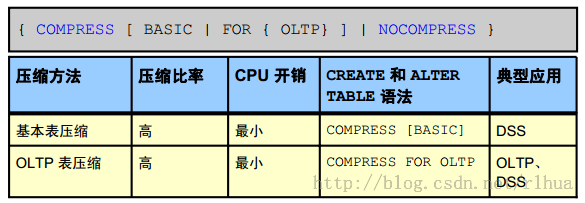 { COMPRESS [ BASIC | FOR { OLTP} ] | NOCOMPRESS }
压缩方法 压缩比率 CPU 开销 CREATE 和 ALTER TABLE 语法 典型应用
基本表压缩 高 最小 COMPRESS [BASIC] DSS
OLTP 表压缩 高 最小 COMPRESS FOR OLTP OLTP、DSS
http://blog.csdn.net/rlhua